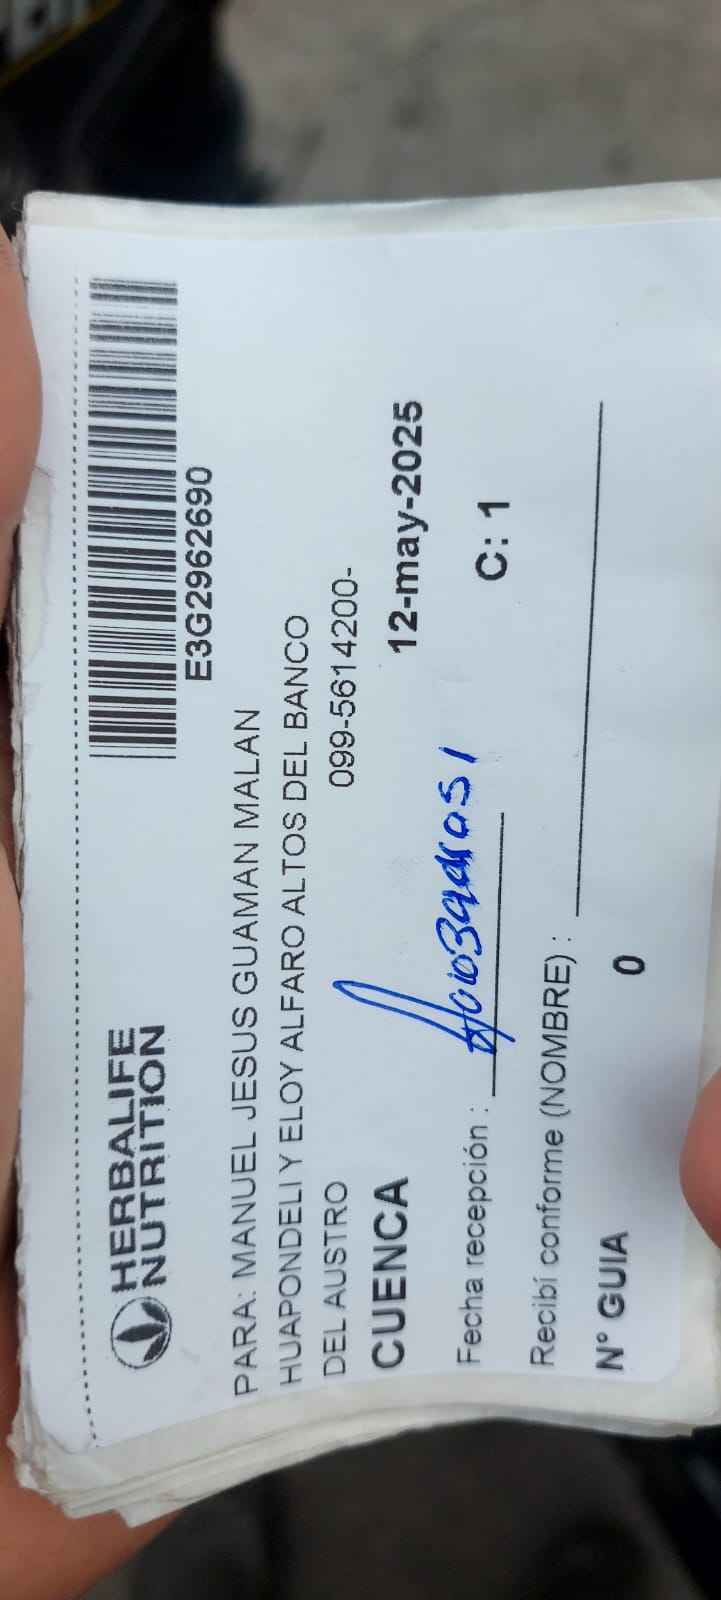 HERBALIFE
NUTRITION
E3G2962690
PARA: MANUEL JESUS GUAMAN MALAN
HUAPONDELI Y ELOY ALFARO ALTOS DEL BANCO
DEL AUSTRO
099-5614200-
CUENCA
12-may-2025
Fecha recepción :
C: 1
Recibí conforme (NOMBRE) :
N° GUIA
0